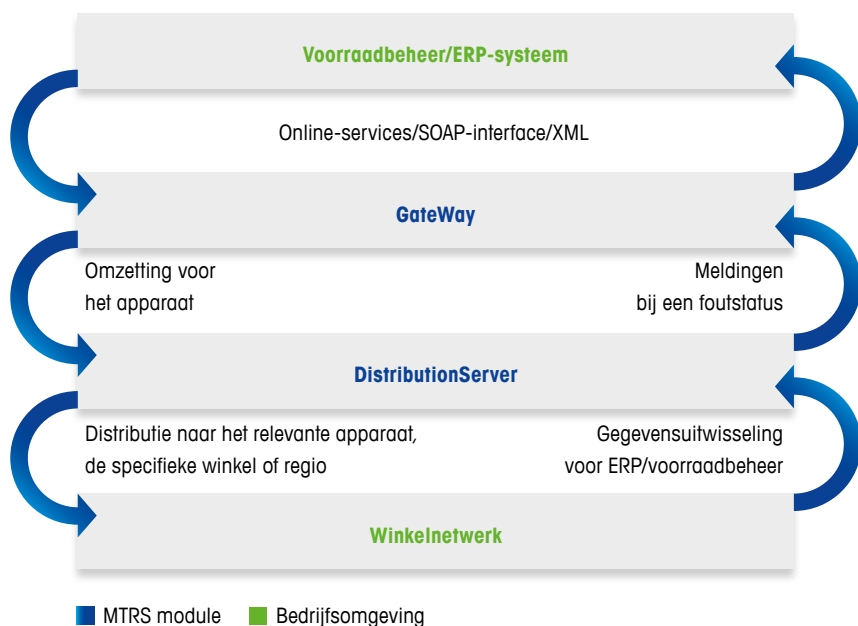 Voorraadbeheer/ERP-systeem
Online-services/SOAP-interface/XML
GateWay
Omzetting voor
het apparaat
Meldingen
bij een foutstatus
DistributionServer
Distributie naar het relevante apparaat,
de specifieke winkel of regio
Gegevensuitwisseling
voor ERP/voorraadbeheer
Winkelnetwerk
MTRS module
Bedrijfsomgeving